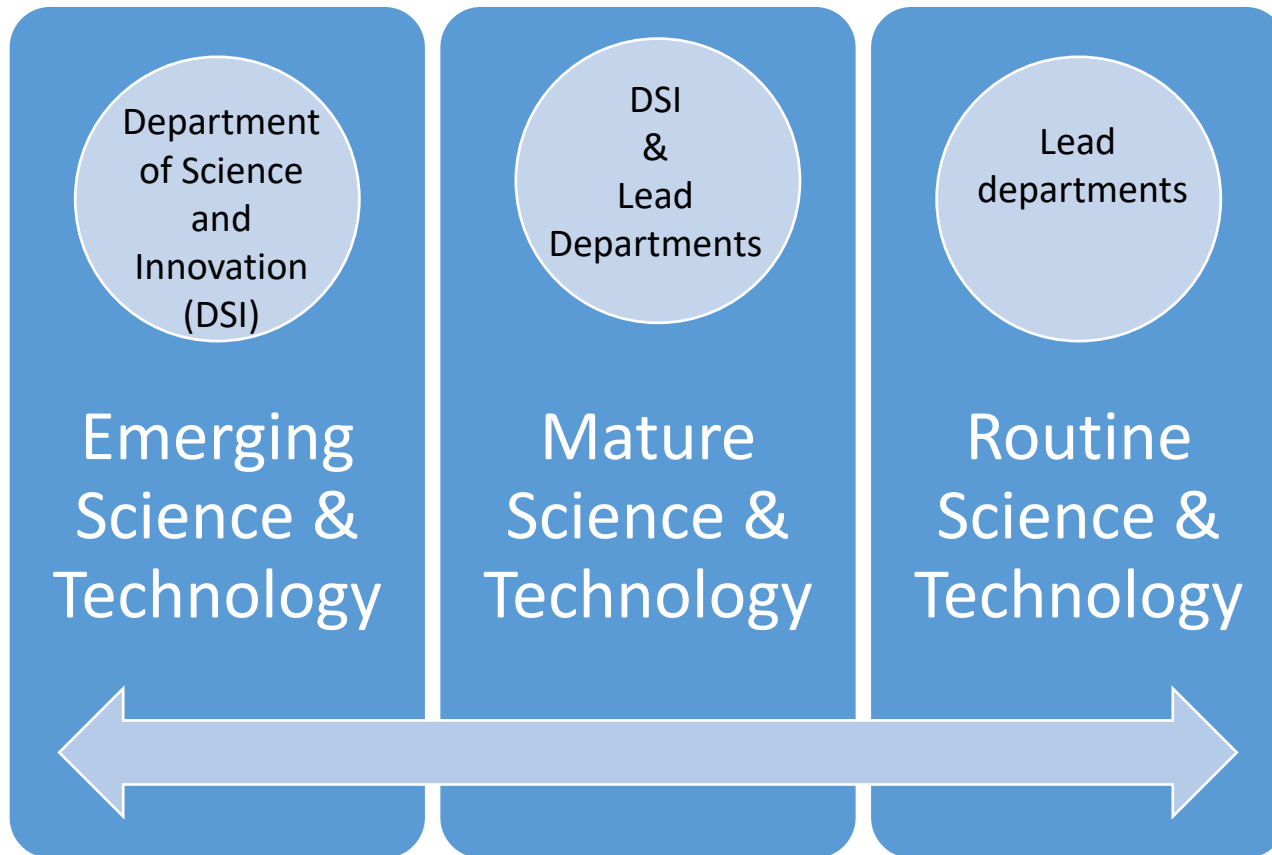 Department
of Science
and
Innovation
(DSI)
Emerging
Science &
Technology
DSI
&
Lead
Departments
Mature
Science &
Technology
Lead
departments
Routine
Science &
Technology